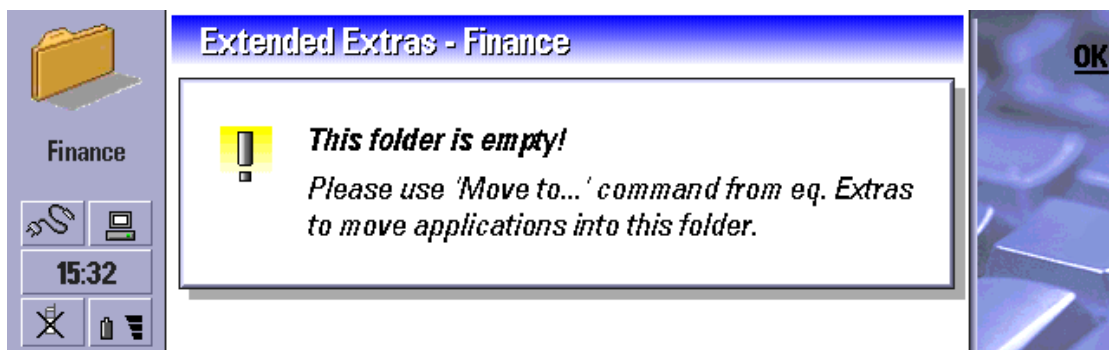 Extended Extras - Finance
OK
Finance
This folder is empty!
Please use 'Move to...' command from eq. Extras
to move applications into this folder.
15:32